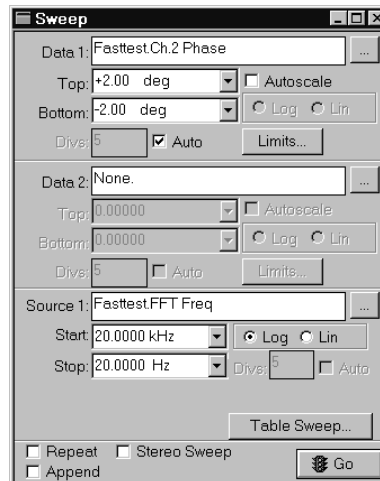 Sweep
Data 1: Fasttest.Ch.2 Phase ...
Top: +2.00 deg Autoscale
Bottom: -2.00 deg Log Lin
Divs: 5 Auto Limits...
Data 2: None. ...
Top: 0.00000 Autoscale
Bottom: 0.00000 Log Lin
Divs: 5 Auto Limits...
Source 1: Fasttest.FFT Freq ...
Start: 20.0000 kHz Log Lin
Stop: 20.0000 Hz Divs: 5 Auto
Table Sweep...
Repeat Stereo Sweep
Append Go